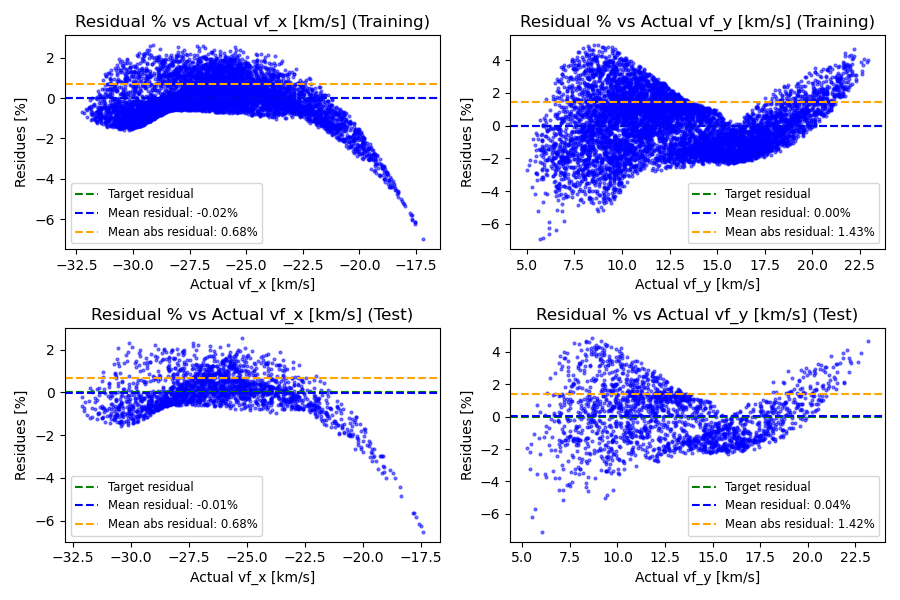 Residual % vs Actual vf_x [km/s] (Training)
2
0
−2
−4
−6
Residues [%]
Target residual
Mean residual: -0.02%
Mean abs residual: 0.68%
−32.5 −30.0 −27.5 −25.0 −22.5 −20.0 −17.5
Actual vf_x [km/s]
Residual % vs Actual vf_y [km/s] (Training)
4
2
0
−2
−4
−6
Residues [%]
Target residual
Mean residual: 0.00%
Mean abs residual: 1.43%
5.0 7.5 10.0 12.5 15.0 17.5 20.0 22.5
Actual vf_y [km/s]
Residual % vs Actual vf_x [km/s] (Test)
2
0
−2
−4
−6
Residues [%]
Target residual
Mean residual: -0.01%
Mean abs residual: 0.68%
−32.5 −30.0 −27.5 −25.0 −22.5 −20.0 −17.5
Actual vf_x [km/s]
Residual % vs Actual vf_y [km/s] (Test)
4
2
0
−2
−4
−6
Residues [%]
Target residual
Mean residual: 0.04%
Mean abs residual: 1.42%
5.0 7.5 10.0 12.5 15.0 17.5 20.0 22.5
Actual vf_y [km/s]